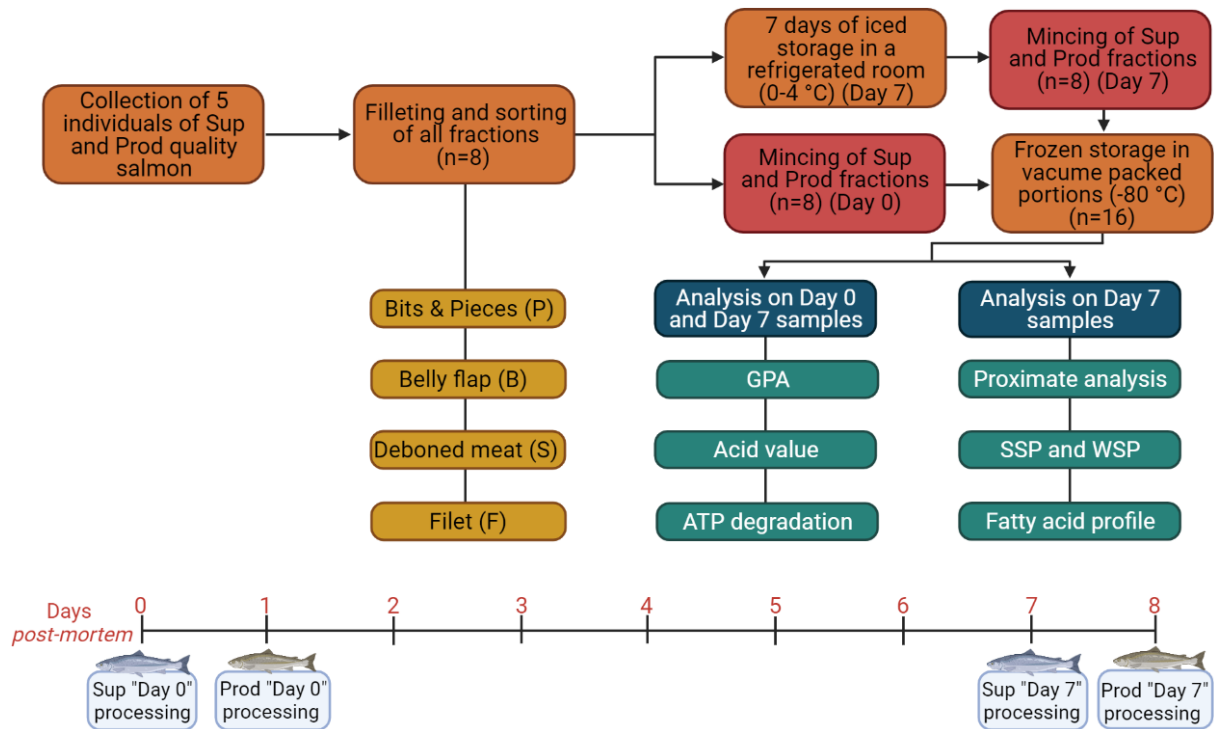 Collection of 5
individuals of Sup
and Prod quality
salmon
Filleting and sorting
of all fractions
(n=8)
7 days of iced
storage in a
refrigerated room
(0-4 °C) (Day 7)
Mincing of Sup
and Prod fractions
(n=8) (Day 7)
Mincing of Sup
and Prod fractions
(n=8) (Day 0)
Frozen storage in
vacume packed
portions (-80 °C)
(n=16)
Bits & Pieces (P)
Belly flap (B)
Deboned meat (S)
Filet (F)
Analysis on Day 0
and Day 7 samples
GPA
Acid value
ATP degradation
Analysis on Day 7
samples
Proximate analysis
SSP and WSP
Fatty acid profile
Days
post-mortem
0 1 2 3 4 5 6 7 8
Sup "Day 0"
processing
Prod "Day 0"
processing
Sup "Day 7"
processing
Prod "Day 7"
processing